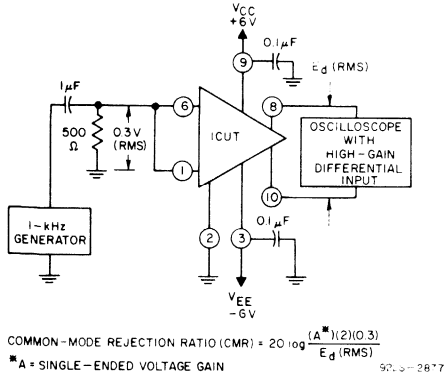 VCC
+6V
0.1μF
9
Ed (RMS)
1μF
6
8
500
Ω
0.3V
(RMS)
ICUT
OSCILLOSCOPE
WITH
HIGH-GAIN
DIFFERENTIAL
INPUT
1
10
1-kHz
GENERATOR
2
3
0.1μF
VEE
-6V
COMMON-MODE REJECTION RATIO (CMR) = 20 log (A*)(2)(0.3) / Ed (RMS)
*A = SINGLE-ENDED VOLTAGE GAIN